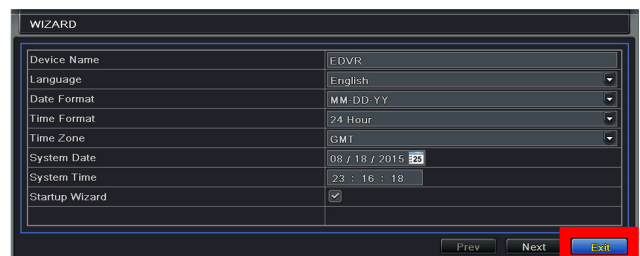 WIZARD
Device Name EDVR
Language English
Date Format MM-DD-YY
Time Format 24 Hour
Time Zone GMT
System Date 08 / 18 / 2015 25
System Time 23 : 16 : 18
Startup Wizard
Prev Next Exit